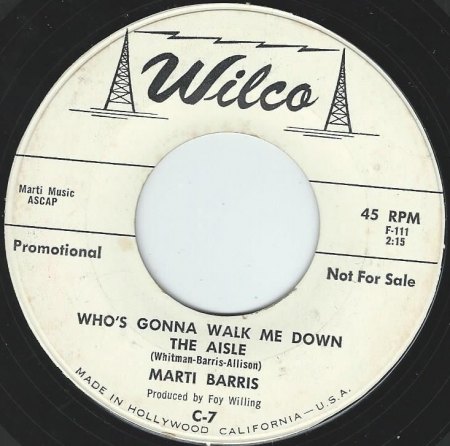 Wilco
Marti Music
ASCAP
45 RPM
F-111
2:15
Promotional
Not For Sale
WHO'S GONNA WALK ME DOWN
THE AISLE
(Whitman-Barris-Allison)
MARTI BARRIS
Produced by Foy Willing
C-7
MADE IN HOLLYWOOD CALIFORNIA-U.S.A.